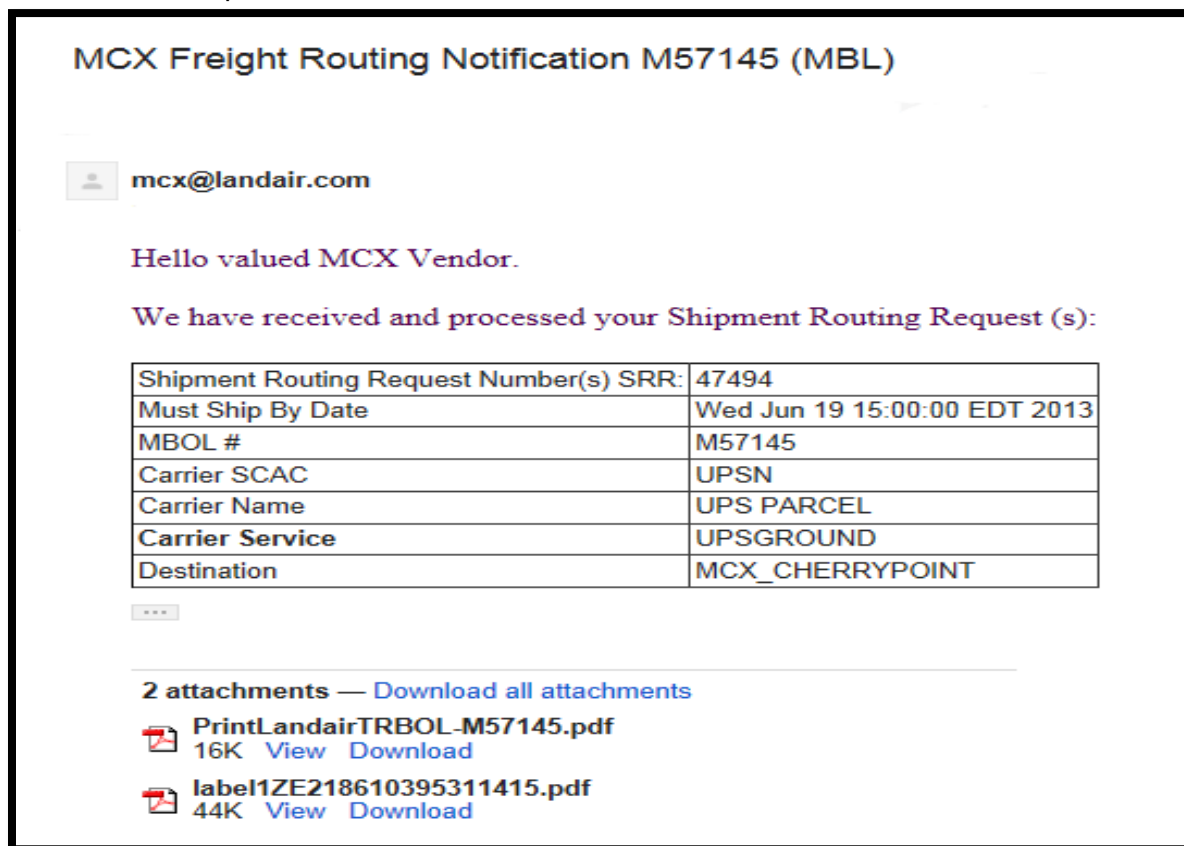 MCX Freight Routing Notification M57145 (MBL)
mcx@landair.com
Hello valued MCX Vendor.
We have received and processed your Shipment Routing Request (s):
Shipment Routing Request Number(s) SRR: 47494
Must Ship By Date Wed Jun 19 15:00:00 EDT 2013
MBOL # M57145
Carrier SCAC UPSN
Carrier Name UPS PARCEL
Carrier Service UPSGROUND
Destination MCX_CHERRYPOINT
2 attachments — Download all attachments
PrintLandairTRBOL-M57145.pdf
16K View Download
label1ZE218610395311415.pdf
44K View Download